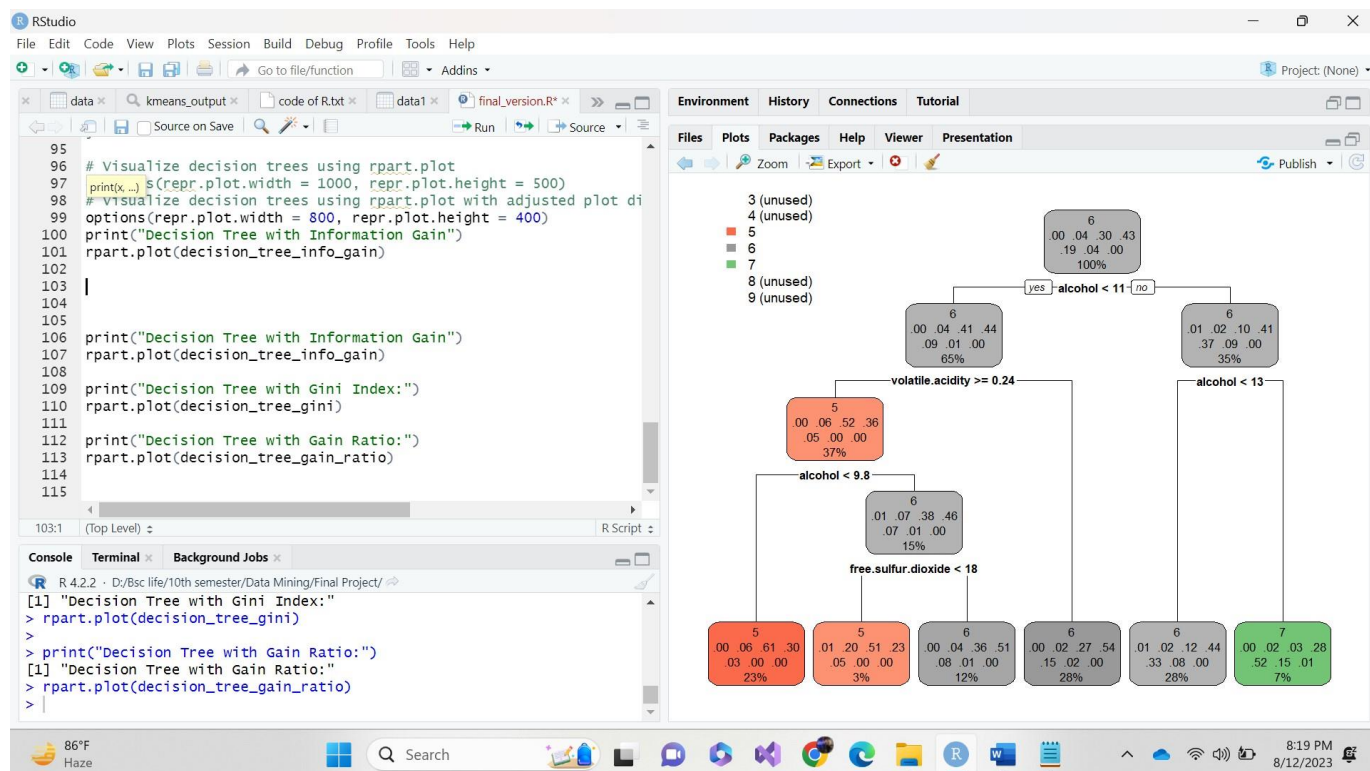 RStudio
File Edit Code View Plots Session Build Debug Profile Tools Help
Go to file/function Addins
Project: (None)
data kmeans_output code of R.txt data1 final_version.R*
Source on Save Run Source
95
96 # Visualize decision trees using rpart.plot
97 s(repr.plot.width = 1000, repr.plot.height = 500)
print(x, ...)
98 # Visualize decision trees using rpart.plot with adjusted plot di
99 options(repr.plot.width = 800, repr.plot.height = 400)
100 print("Decision Tree with Information Gain")
101 rpart.plot(decision_tree_info_gain)
102
103
104
105
106 print("Decision Tree with Information Gain")
107 rpart.plot(decision_tree_info_gain)
108
109 print("Decision Tree with Gini Index:")
110 rpart.plot(decision_tree_gini)
111
112 print("Decision Tree with Gain Ratio:")
113 rpart.plot(decision_tree_gain_ratio)
114
115
103:1 (Top Level) R Script
Console Terminal Background Jobs
R 4.2.2 · D:/Bsc life/10th semester/Data Mining/Final Project/
[1] "Decision Tree with Gini Index:"
> rpart.plot(decision_tree_gini)
>
> print("Decision Tree with Gain Ratio:")
[1] "Decision Tree with Gain Ratio:"
> rpart.plot(decision_tree_gain_ratio)
>
Environment History Connections Tutorial
Files Plots Packages Help Viewer Presentation
Zoom Export Publish
3 (unused)
4 (unused)
5
6
7
8 (unused)
9 (unused)
6
.00 .04 .30 .43
.19 .04 .00
100%
yes alcohol < 11 no
6
.00 .04 .41 .44
.09 .01 .00
65%
6
.01 .02 .10 .41
.37 .09 .00
35%
volatile.acidity >= 0.24
alcohol < 13
5
.00 .06 .52 .36
.05 .00 .00
37%
alcohol < 9.8
6
.01 .07 .38 .46
.07 .01 .00
15%
free.sulfur.dioxide < 18
5
.00 .06 .61 .30
.03 .00 .00
23%
5
.01 .20 .51 .23
.05 .00 .00
3%
6
.00 .04 .36 .51
.08 .01 .00
12%
6
.00 .02 .27 .54
.15 .02 .00
28%
6
.01 .02 .12 .44
.33 .08 .00
28%
7
.00 .02 .03 .28
.52 .15 .01
7%
86°F
Haze
Search
8:19 PM
8/12/2023